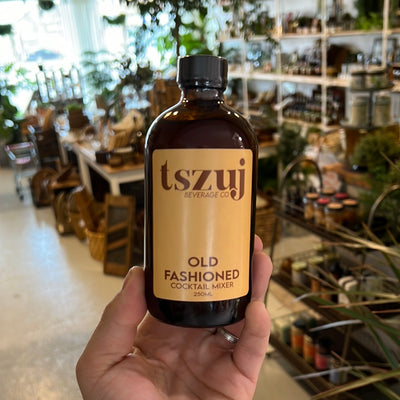 tszuj
BEVERAGE CO.
OLD
FASHIONED
COCKTAIL MIXER
250ML